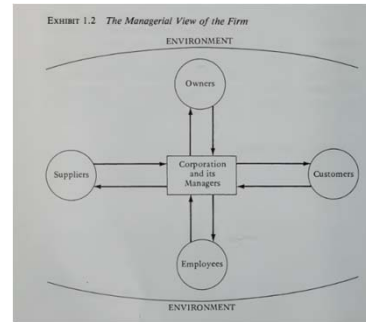 EXHIBIT 1.2 The Managerial View of the Firm
ENVIRONMENT
Owners
Suppliers
Corporation
and its
Managers
Customers
Employees
ENVIRONMENT